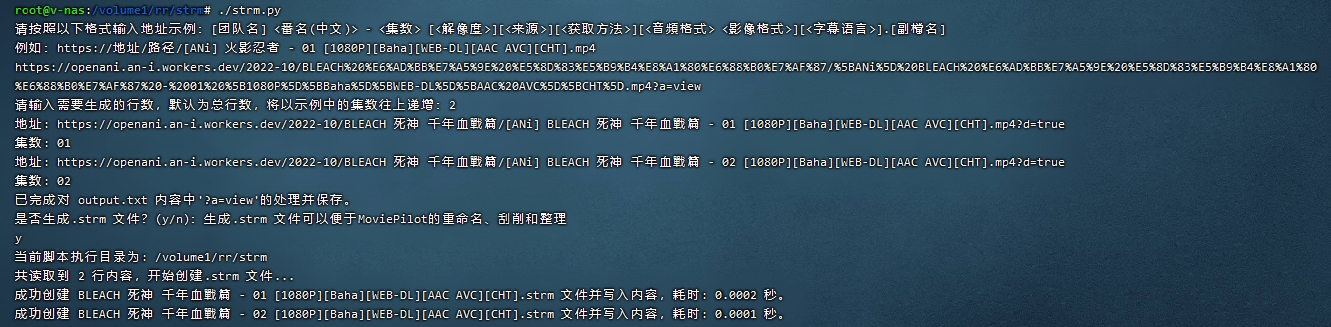 root@v-nas:/volume1/rr/strm# ./strm.py
请按照以下格式输入地址示例: [团队名] <番名(中文)> - <集数> [<解像度>][<来源>][<获取方法>][<音頻格式> <影像格式>][<字幕语言>].[副檔名]
例如: https://地址/路径/[ANi] 火影忍者 - 01 [1080P][Baha][WEB-DL][AAC AVC][CHT].mp4
https://openani.an-i.workers.dev/2022-10/BLEACH%20%E6%AD%BB%E7%A5%9E%20%E5%8D%83%E5%B9%B4%E8%A1%80%E6%88%B0%E7%AF%87/%5BANi%5D%20BLEACH%20%E6%AD%BB%E7%A5%9E%20%E5%8D%83%E5%B9%B4%E8%A1%80
%E6%88%B0%E7%AF%87%20-%2001%20%5B1080P%5D%5BBaha%5D%5BWEB-DL%5D%5BAAC%20AVC%5D%5BCHT%5D.mp4?a=view
请输入需要生成的行数, 默认为总行数, 将以示例中的集数往上递增: 2
地址: https://openani.an-i.workers.dev/2022-10/BLEACH 死神 千年血戰篇/[ANi] BLEACH 死神 千年血戰篇 - 01 [1080P][Baha][WEB-DL][AAC AVC][CHT].mp4?d=true
集数: 01
地址: https://openani.an-i.workers.dev/2022-10/BLEACH 死神 千年血戰篇/[ANi] BLEACH 死神 千年血戰篇 - 02 [1080P][Baha][WEB-DL][AAC AVC][CHT].mp4?d=true
集数: 02
已完成对 output.txt 内容中'?a=view'的处理并保存。
是否生成.strm 文件? (y/n): 生成.strm 文件可以便于MoviePilot的重命名、刮削和整理
y
当前脚本执行目录为: /volume1/rr/strm
共读取到 2 行内容, 开始创建.strm 文件...
成功创建 BLEACH 死神 千年血戰篇 - 01 [1080P][Baha][WEB-DL][AAC AVC][CHT].strm 文件并写入内容, 耗时: 0.0002 秒。
成功创建 BLEACH 死神 千年血戰篇 - 02 [1080P][Baha][WEB-DL][AAC AVC][CHT].strm 文件并写入内容, 耗时: 0.0001 秒。